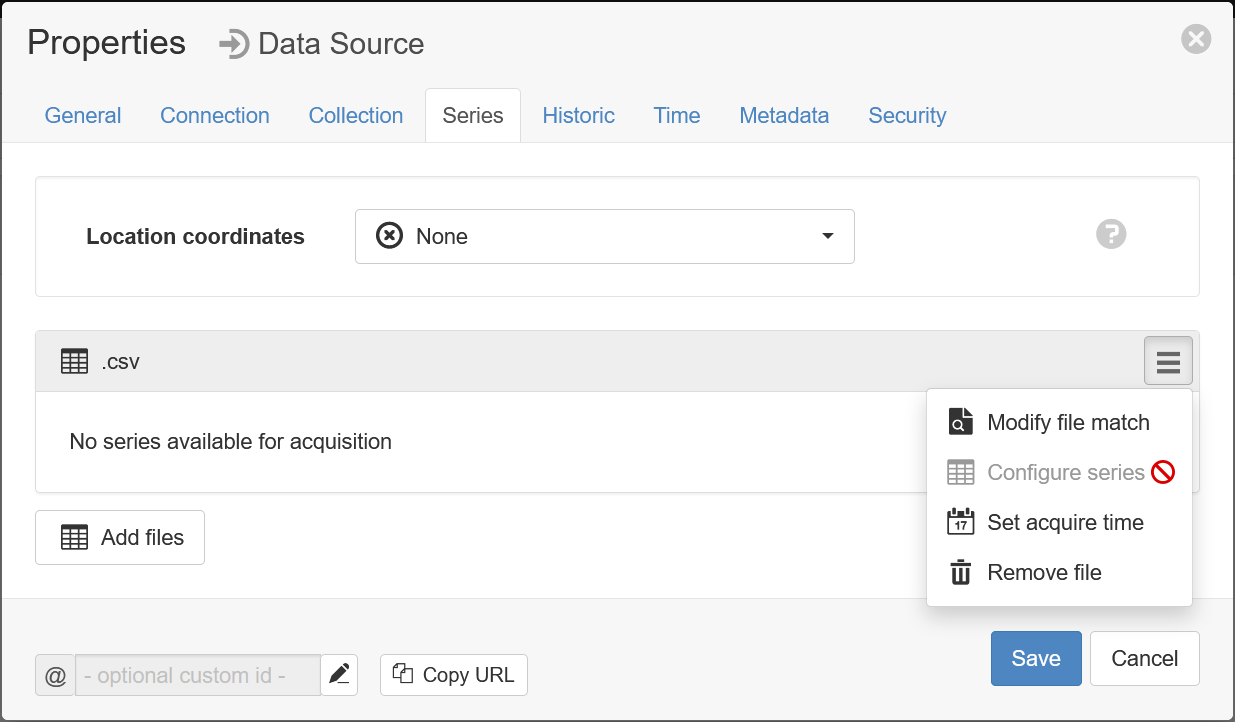 Properties Data Source
General Connection Collection Series Historic Time Metadata Security
Location coordinates None ?
.csv
Modify file match
No series available for acquisition
Configure series
17 Set acquire time
Add files
Remove file
Save Cancel
@ - optional custom id - Copy URL